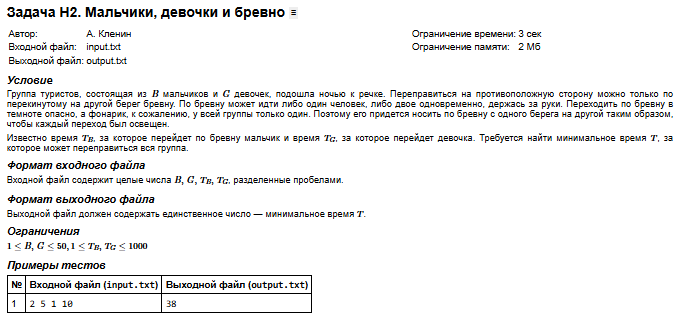 Задача H2. Мальчики, девочки и бревно
Автор: А. Кленин Ограничение времени: 3 сек
Входной файл: input.txt Ограничение памяти: 2 Мб
Выходной файл: output.txt
Условие
Группа туристов, состоящая из B мальчиков и G девочек, подошла ночью к речке. Переправиться на противоположную сторону можно только по
перекинутому на другой берег бревну. По бревну может идти либо один человек, либо двое одновременно, держась за руки. Переходить по бревну в
темноте опасно, а фонарик, к сожалению, у всей группы только один. Поэтому его придется носить по бревну с одного берега на другой таким образом,
чтобы каждый переход был освещен.
Известно время T_B, за которое перейдет по бревну мальчик и время T_G, за которое перейдет девочка. Требуется найти минимальное время T, за
которое может переправиться вся группа.
Формат входного файла
Входной файл содержит целые числа B, G, T_B, T_G, разделенные пробелами.
Формат выходного файла
Выходной файл должен содержать единственное число — минимальное время T.
Ограничения
1 ≤ B, G ≤ 50, 1 ≤ T_B, T_G ≤ 1000
Примеры тестов
№ Входной файл (input.txt) Выходной файл (output.txt)
1 2 5 1 10 38